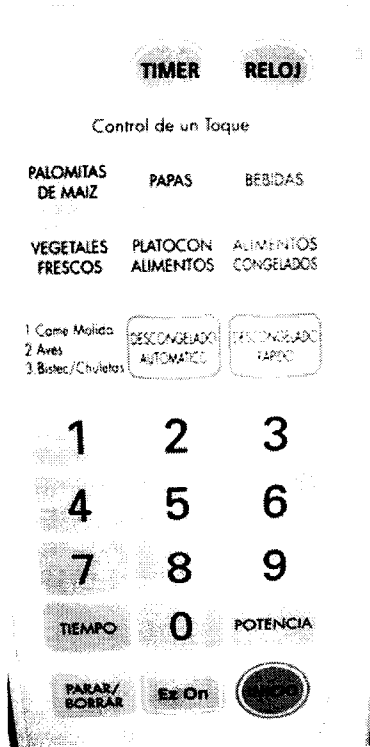 TIMER RELOJ
Control de un Toque
PALOMITAS
DE MAIZ
PAPAS
BEBIDAS
VEGETALES
FRESCOS
PLATOCON
ALIMENTOS
ALIMENTOS
CONGELADOS
1 Carne Molida
2 Aves
3 Bistec/Chuletas
DESCONGELADO
AUTOMATICO
DESCONGELADO
RAPIDO
1 2 3
4 5 6
7 8 9
TIEMPO 0 POTENCIA
PARAR/
BORRAR
Ez On